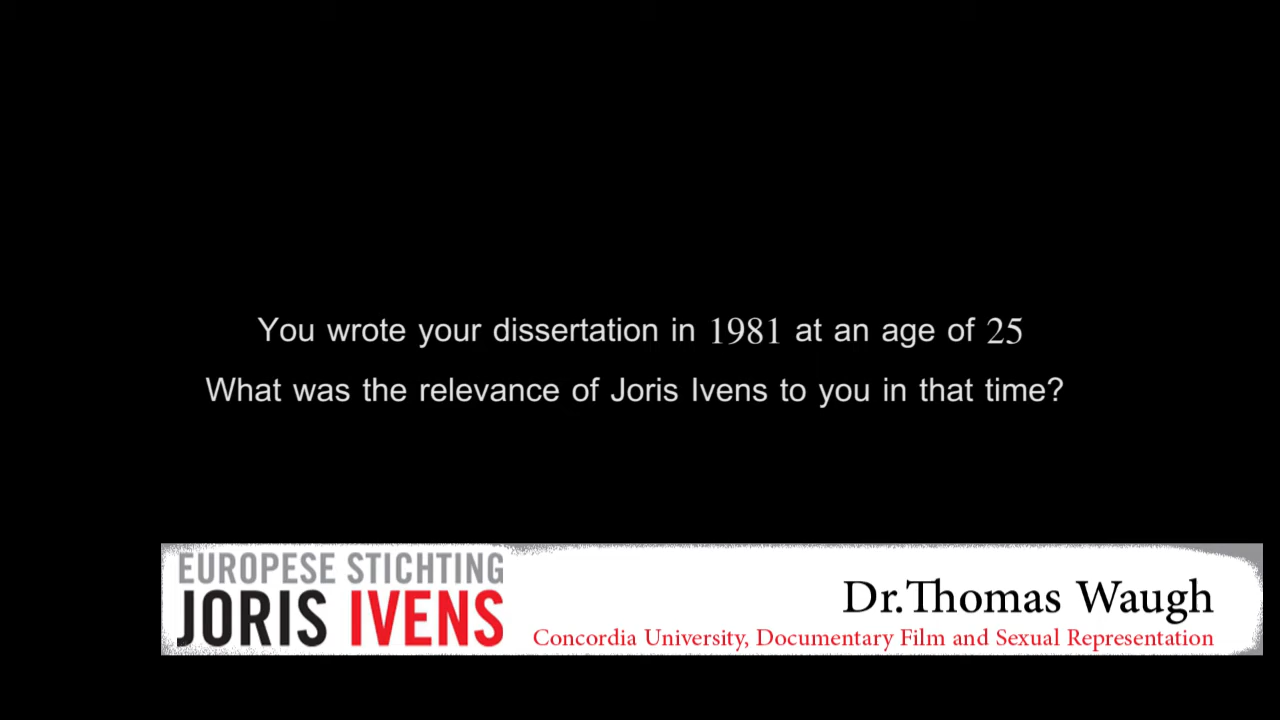 You wrote your dissertation in 1981 at an age of 25
What was the relevance of Joris Ivens to you in that time?
EUROPESE STICHTING
JORIS IVENS
Dr.Thomas Waugh
Concordia University, Documentary Film and Sexual Representation